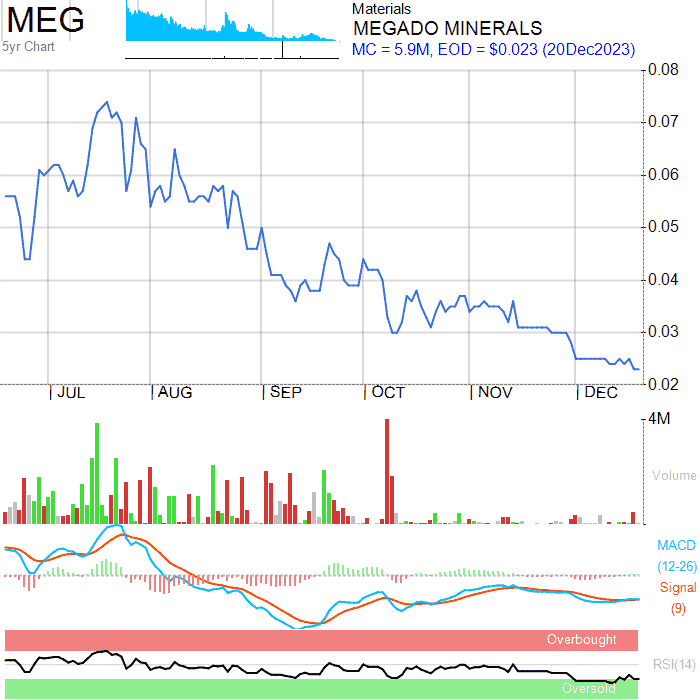 MEG
5yr Chart
Materials
MEGADO MINERALS
MC = 5.9M, EOD = $0.023 (20Dec2023)
0.08
0.07
0.06
0.05
0.04
0.03
0.02
JUL AUG SEP OCT NOV DEC
4M
Volume
MACD
(12-26)
Signal
(9)
Overbought
RSI(14)
Oversold